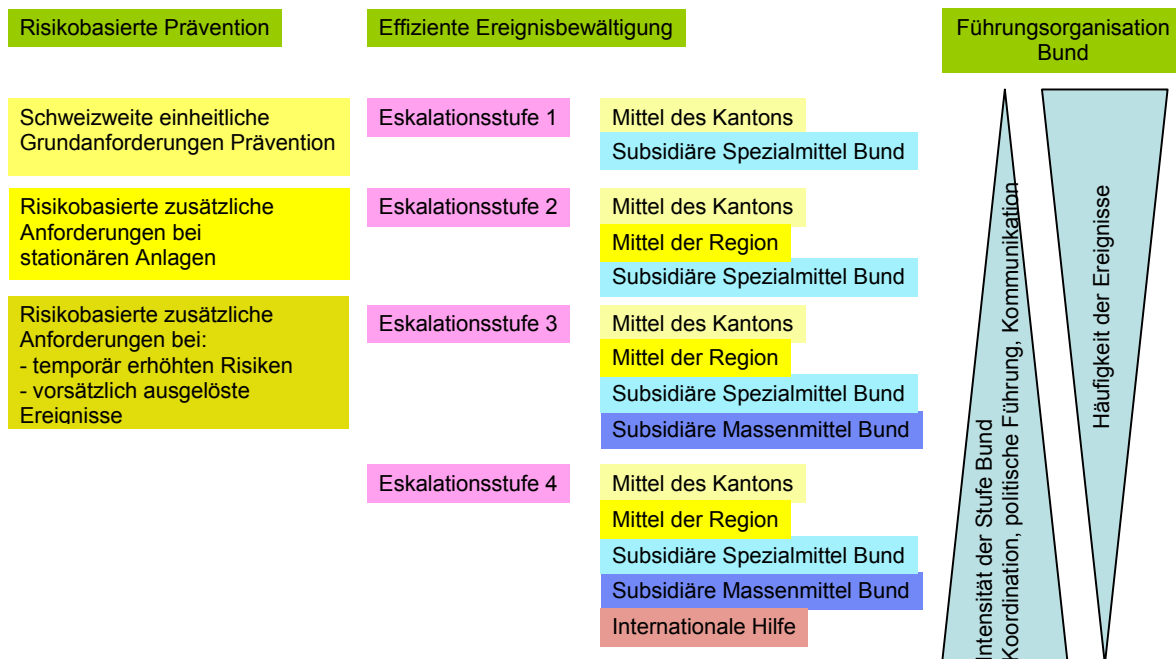 Risikobasierte Prävention
Effiziente Ereignisbewältigung
Führungsorganisation
Bund
Schweizweite einheitliche
Grundanforderungen Prävention
Eskalationsstufe 1
Mittel des Kantons
Subsidiäre Spezialmittel Bund
Risikobasierte zusätzliche
Anforderungen bei
stationären Anlagen
Eskalationsstufe 2
Mittel des Kantons
Mittel der Region
Subsidiäre Spezialmittel Bund
Risikobasierte zusätzliche
Anforderungen bei:
- temporär erhöhten Risiken
- vorsätzlich ausgelöste
Ereignisse
Eskalationsstufe 3
Mittel des Kantons
Mittel der Region
Subsidiäre Spezialmittel Bund
Subsidiäre Massenmittel Bund
Eskalationsstufe 4
Mittel des Kantons
Mittel der Region
Subsidiäre Spezialmittel Bund
Subsidiäre Massenmittel Bund
Internationale Hilfe
Intensität der Stufe Bund
Koordination, politische Führung, Kommunikation
Häufigkeit der Ereignisse